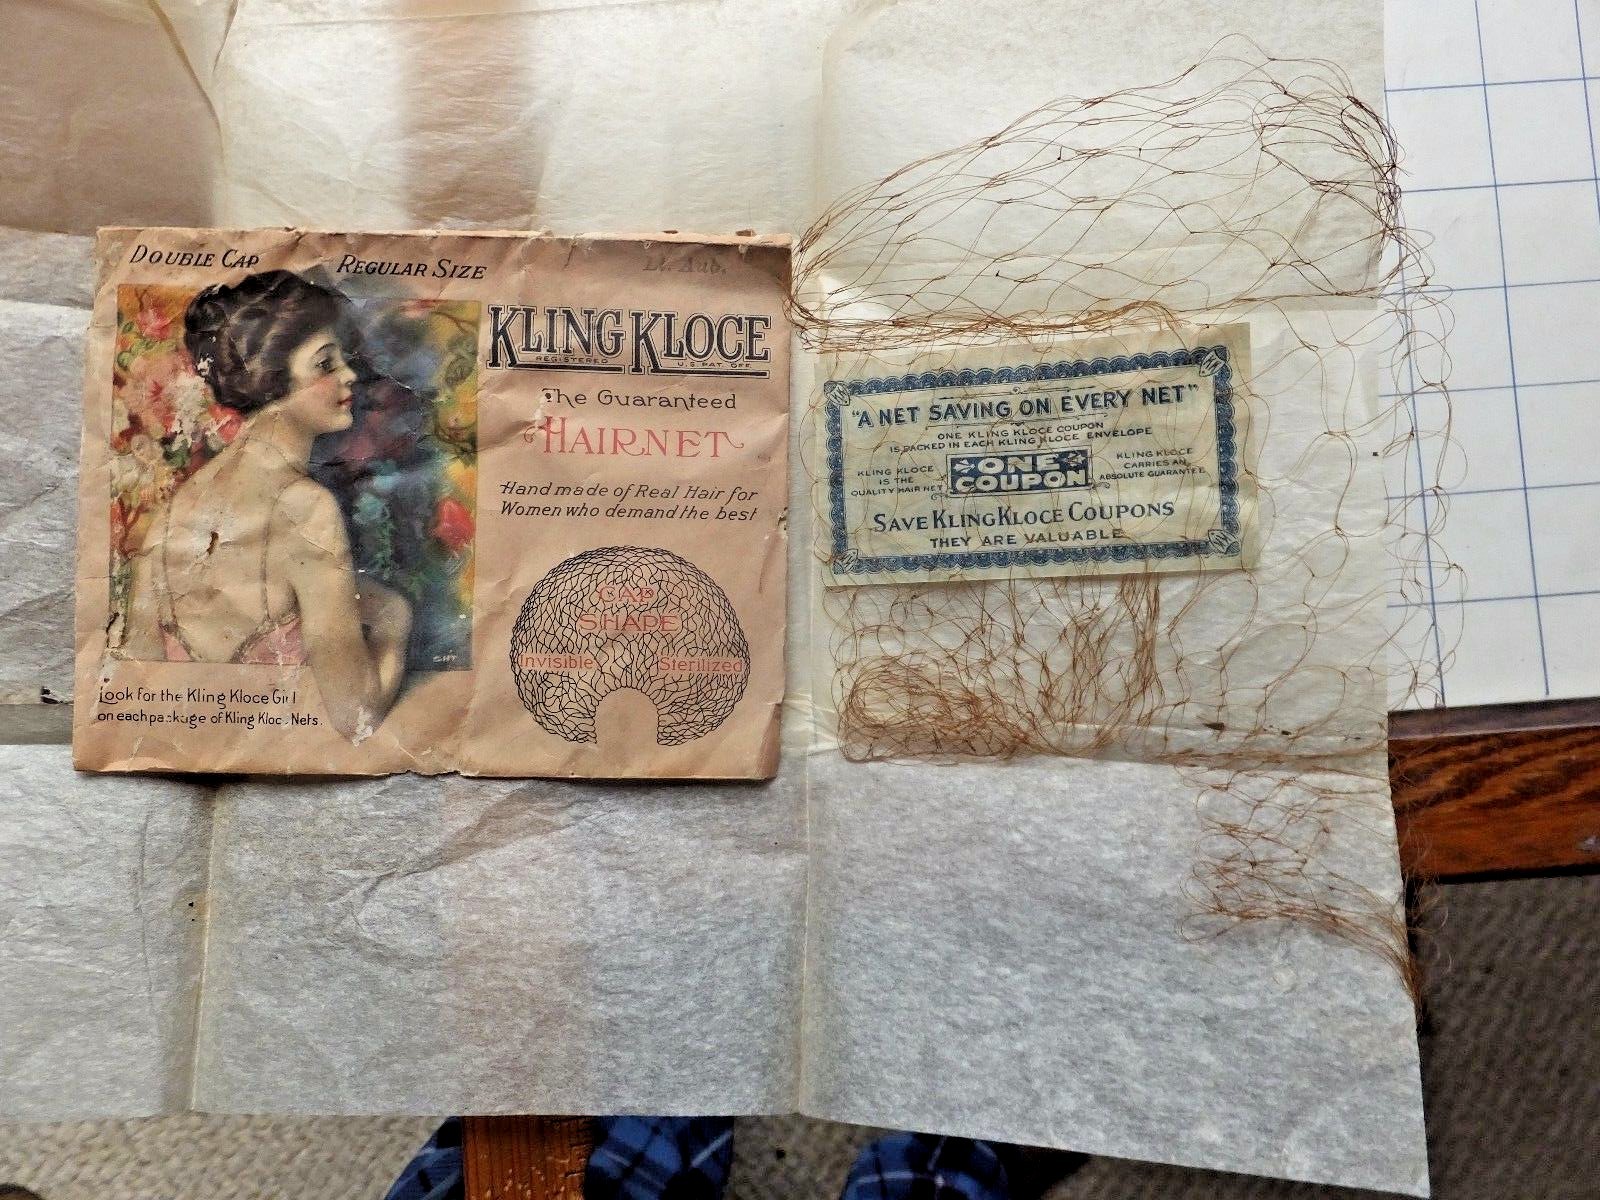 DOUBLE CAP REGULAR SIZE Lt. Aub.
KLING KLOCE
REGISTERED U.S. PAT. OFF.
The Guaranteed
HAIRNET
Handmade of Real Hair for
Women who demand the best
CAP
SHAPE
Invisible Sterilized
Look for the Kling Kloce Girl
on each package of Kling Kloce Nets.
"A NET SAVING ON EVERY NET"
ONE KLING KLOCE COUPON
IS PACKED IN EACH KLING KLOCE ENVELOPE
KLING KLOCE
IS THE
QUALITY HAIR NET
ONE
COUPON
KLING KLOCE
CARRIES AN
ABSOLUTE GUARANTEE
SAVE KLING KLOCE COUPONS
THEY ARE VALUABLE